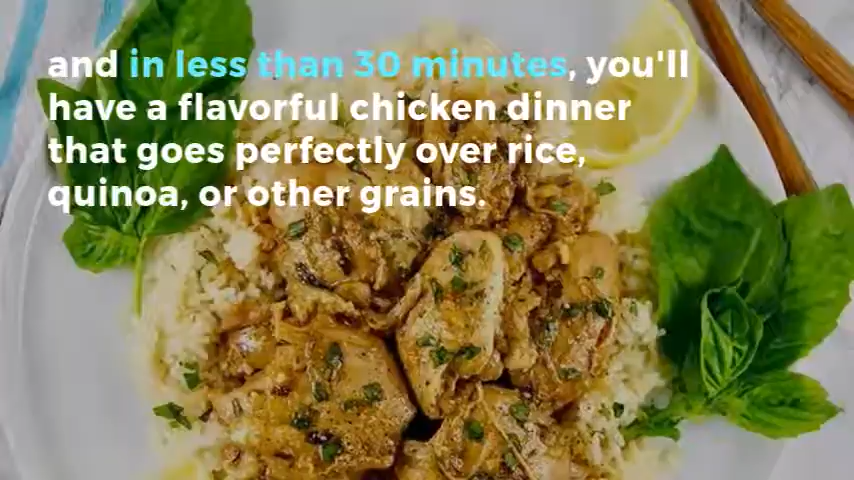 and in less than 30 minutes, you'll
have a flavorful chicken dinner
that goes perfectly over rice,
quinoa, or other grains.